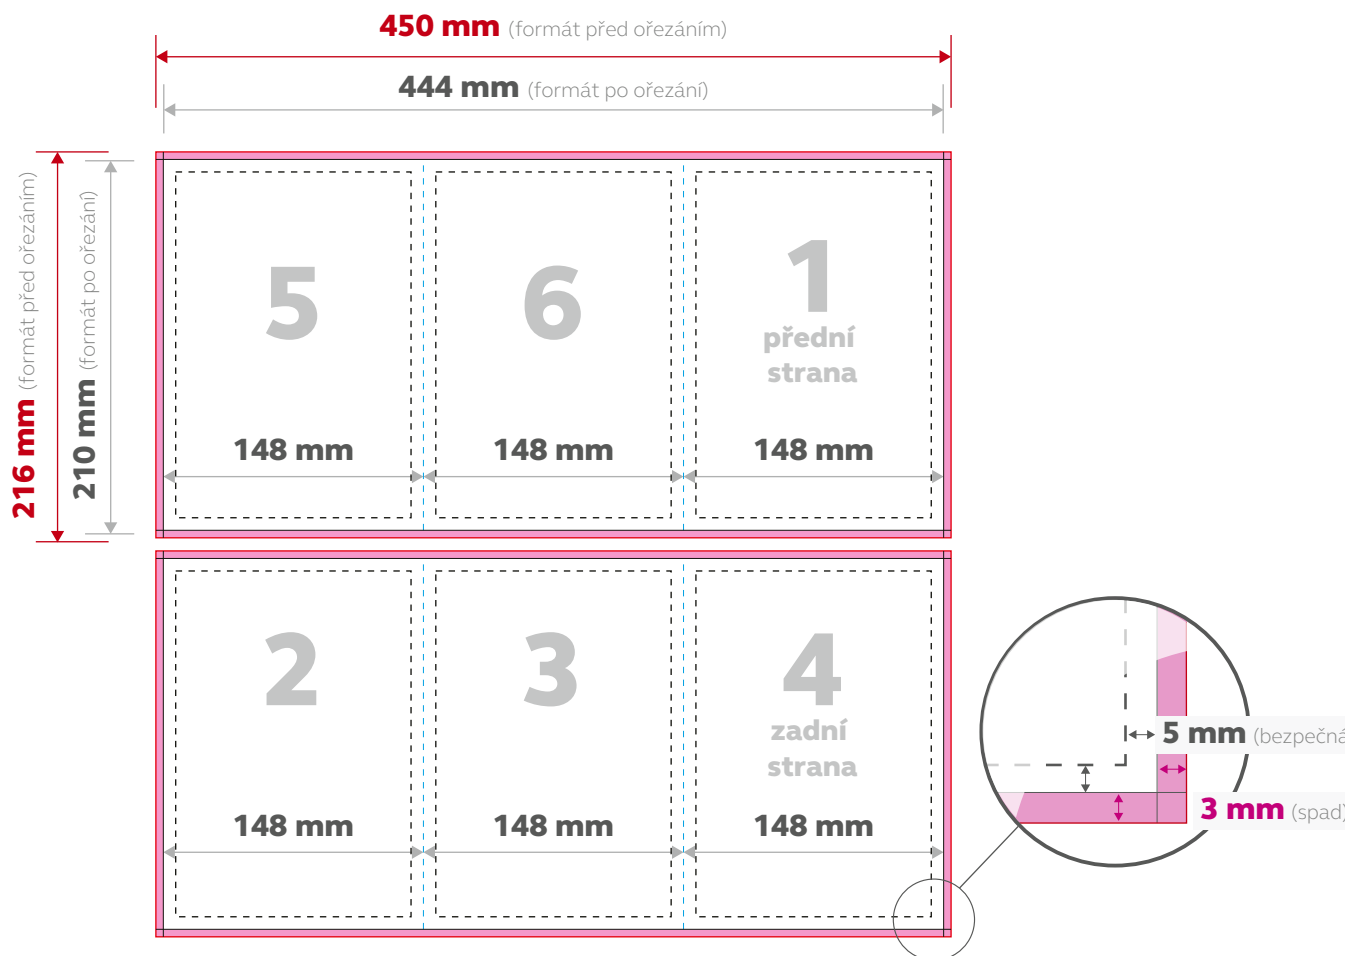 450 mm (formát před ořezáním)
444 mm (formát po ořezání)
216 mm (formát před ořezáním)
210 mm (formát po ořezání)
5
6
1
přední
strana
148 mm
148 mm
148 mm
2
3
4
zadní
strana
148 mm
148 mm
148 mm
5 mm (bezpečná
3 mm (spad)